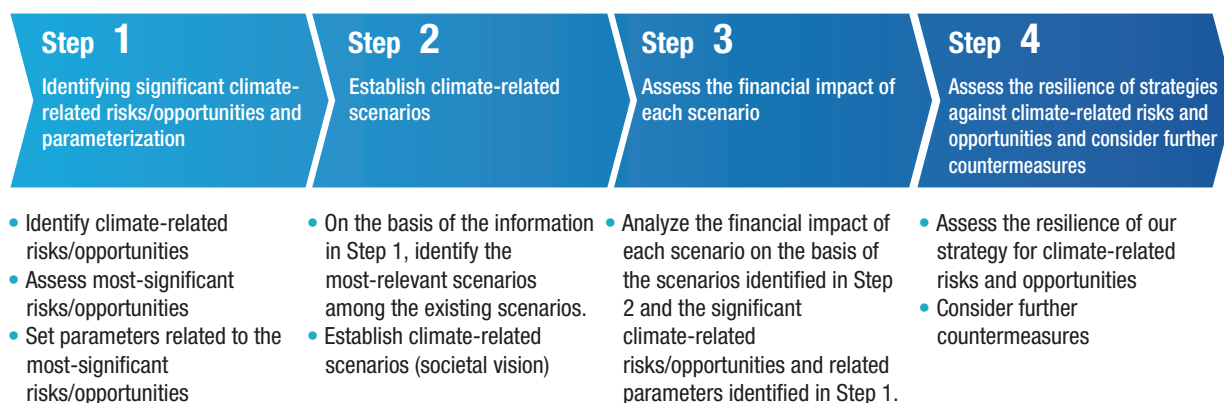 Step 1
Identifying significant climate-
related risks/opportunities and
parameterization
Step 2
Establish climate-related
scenarios
Step 3
Assess the financial impact of
each scenario
Step 4
Assess the resilience of strategies
against climate-related risks and
opportunities and consider further
countermeasures
• Identify climate-related
risks/opportunities
• Assess most-significant
risks/opportunities
• Set parameters related to the
most-significant
risks/opportunities
• On the basis of the information
in Step 1, identify the
most-relevant scenarios
among the existing scenarios.
• Establish climate-related
scenarios (societal vision)
• Analyze the financial impact of
each scenario on the basis of
the scenarios identified in Step
2 and the significant
climate-related
risks/opportunities and related
parameters identified in Step 1.
• Assess the resilience of our
strategy for climate-related
risks and opportunities
• Consider further
countermeasures